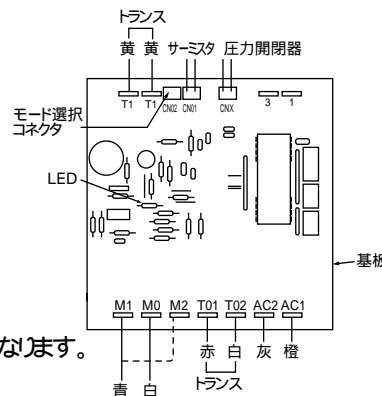 トランス
黄 黄 サーミスタ 圧力開閉器
T1 T1 CN02 CN01 CNX 3 1
モード選択
コネクタ
LED
基板
M1 M0 M2 T01 T02 AC2 AC1
なります。
赤 白 灰 橙
トランス
青 白